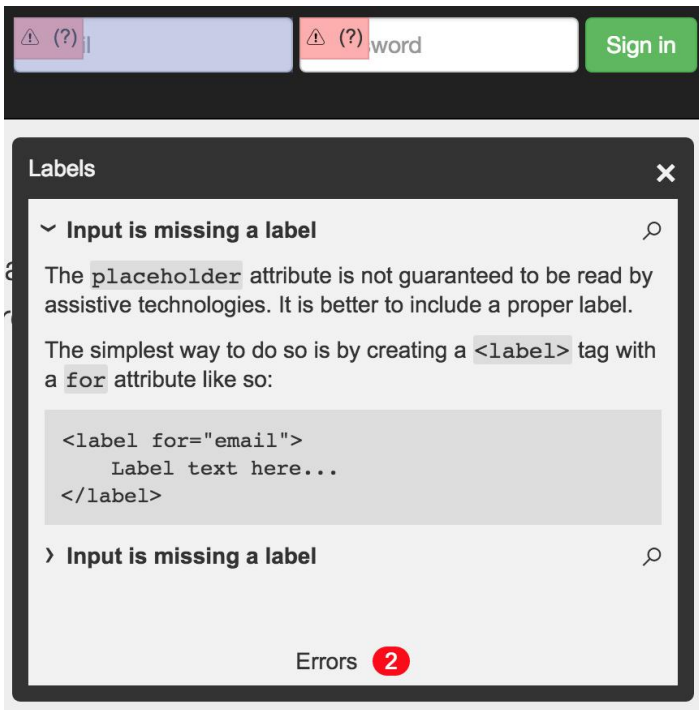 (?) il
(?) word
Sign in
Labels
Input is missing a label
The placeholder attribute is not guaranteed to be read by
assistive technologies. It is better to include a proper label.
The simplest way to do so is by creating a <label> tag with
a for attribute like so:
<label for="email">
Label text here...
</label>
Input is missing a label
Errors 2